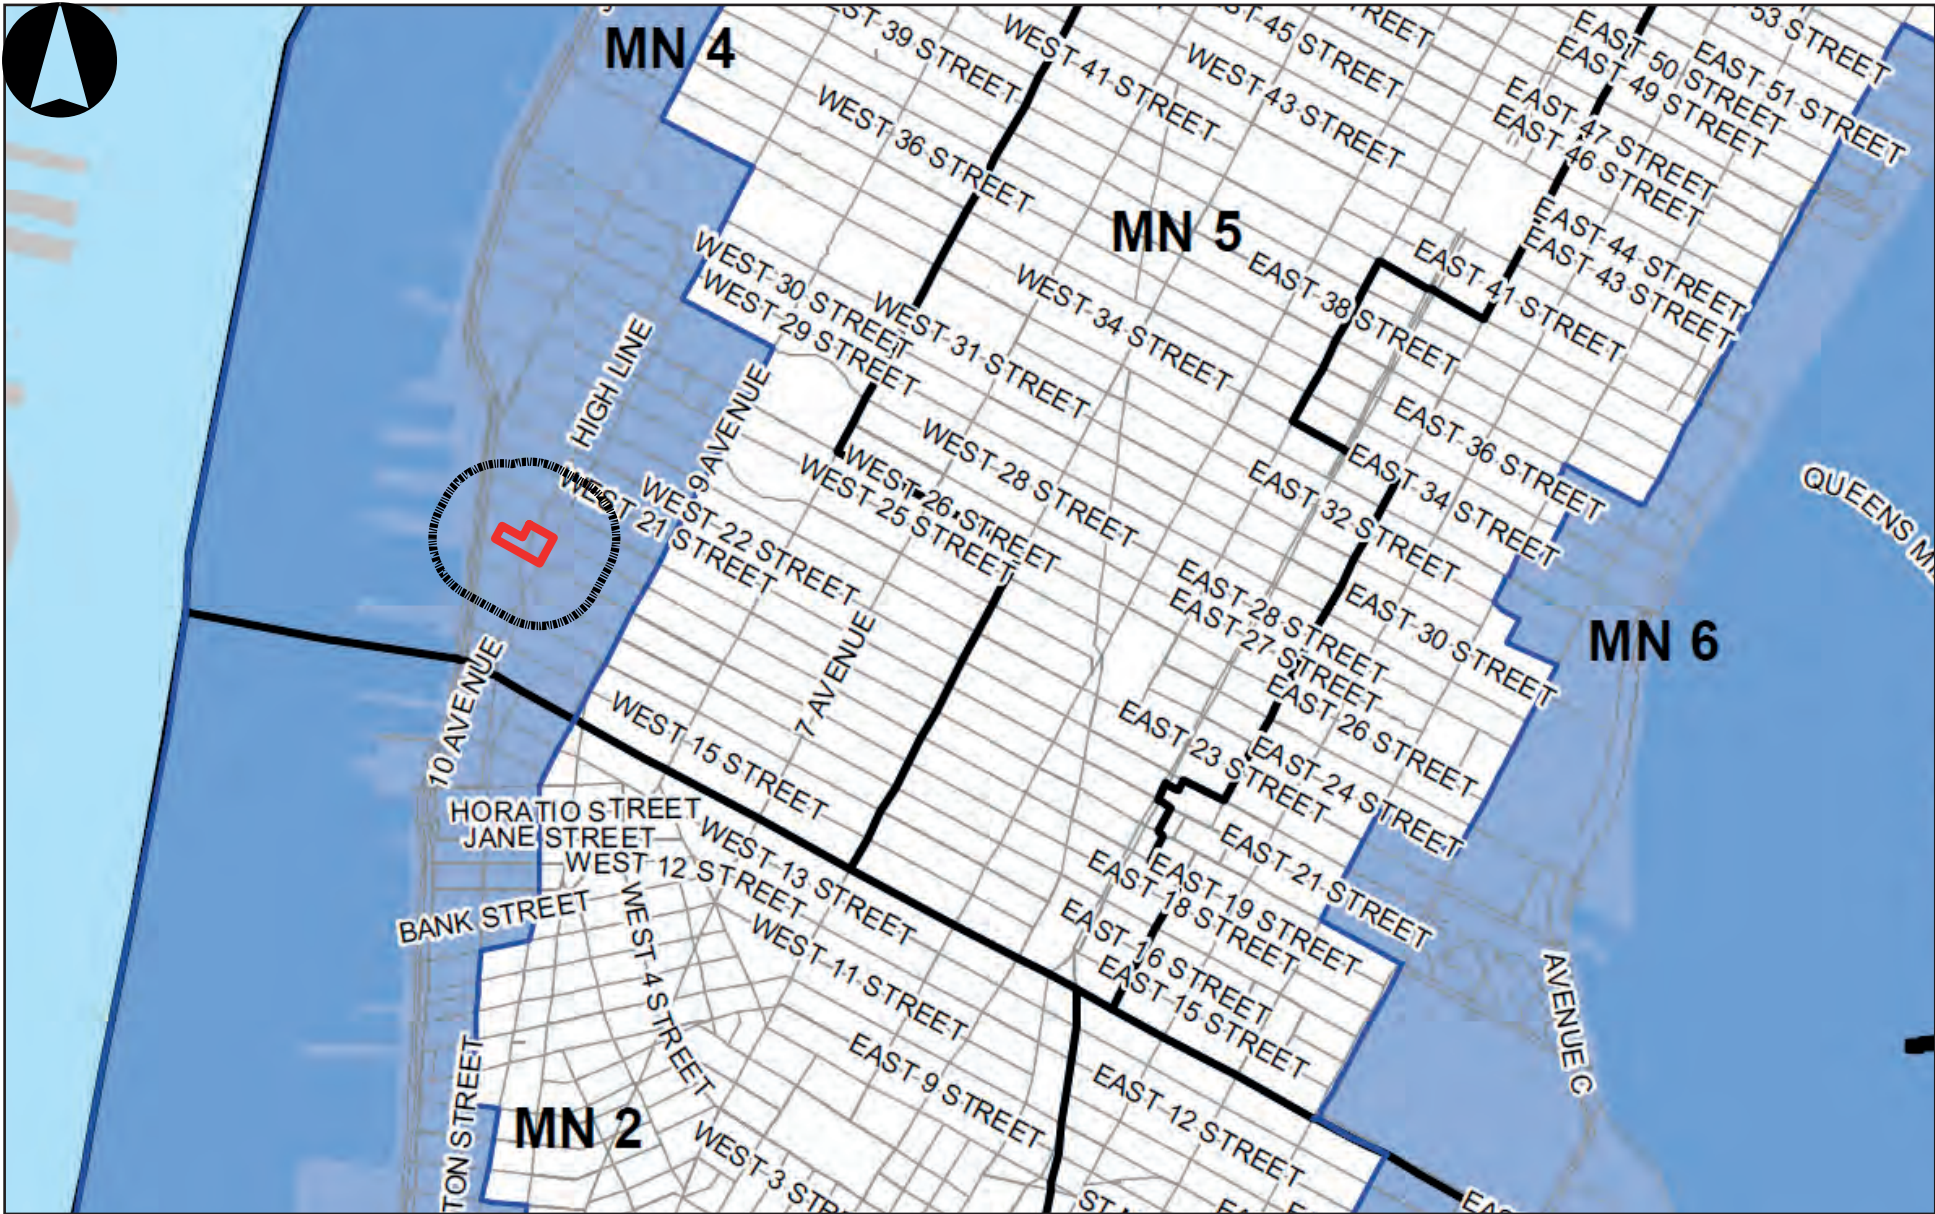 MN 4
WEST 39 STREET
WEST 41 STREET
WEST 43 STREET
EAST 50 STREET
EAST 49 STREET
EAST 51 STREET
53 STREET
EAST 47 STREET
EAST 46 STREET
WEST 36 STREET
MN 5
EAST 44 STREET
EAST 43 STREET
EAST 41 STREET
EAST 38 STREET
WEST 30 STREET
WEST 29 STREET
WEST 31 STREET
WEST 34 STREET
HIGH LINE
9 AVENUE
EAST 36 STREET
EAST 34 STREET
EAST 32 STREET
WEST 28 STREET
WEST 26 STREET
WEST 25 STREET
WEST 22 STREET
WEST 21 STREET
QUEENS M
EAST 28 STREET
EAST 27 STREET
EAST 30 STREET
EAST 26 STREET
MN 6
7 AVENUE
10 AVENUE
WEST 15 STREET
EAST 23 STREET
EAST 24 STREET
HORATIO STREET
JANE STREET
WEST 12 STREET
WEST 13 STREET
EAST 21 STREET
EAST 19 STREET
EAST 18 STREET
BANK STREET
WEST 4 STREET
WEST 11 STREET
EAST 16 STREET
EAST 15 STREET
AVENUE C
EAST 9 STREET
EAST 12 STREET
TON STREET
MN 2
WEST 3 STR